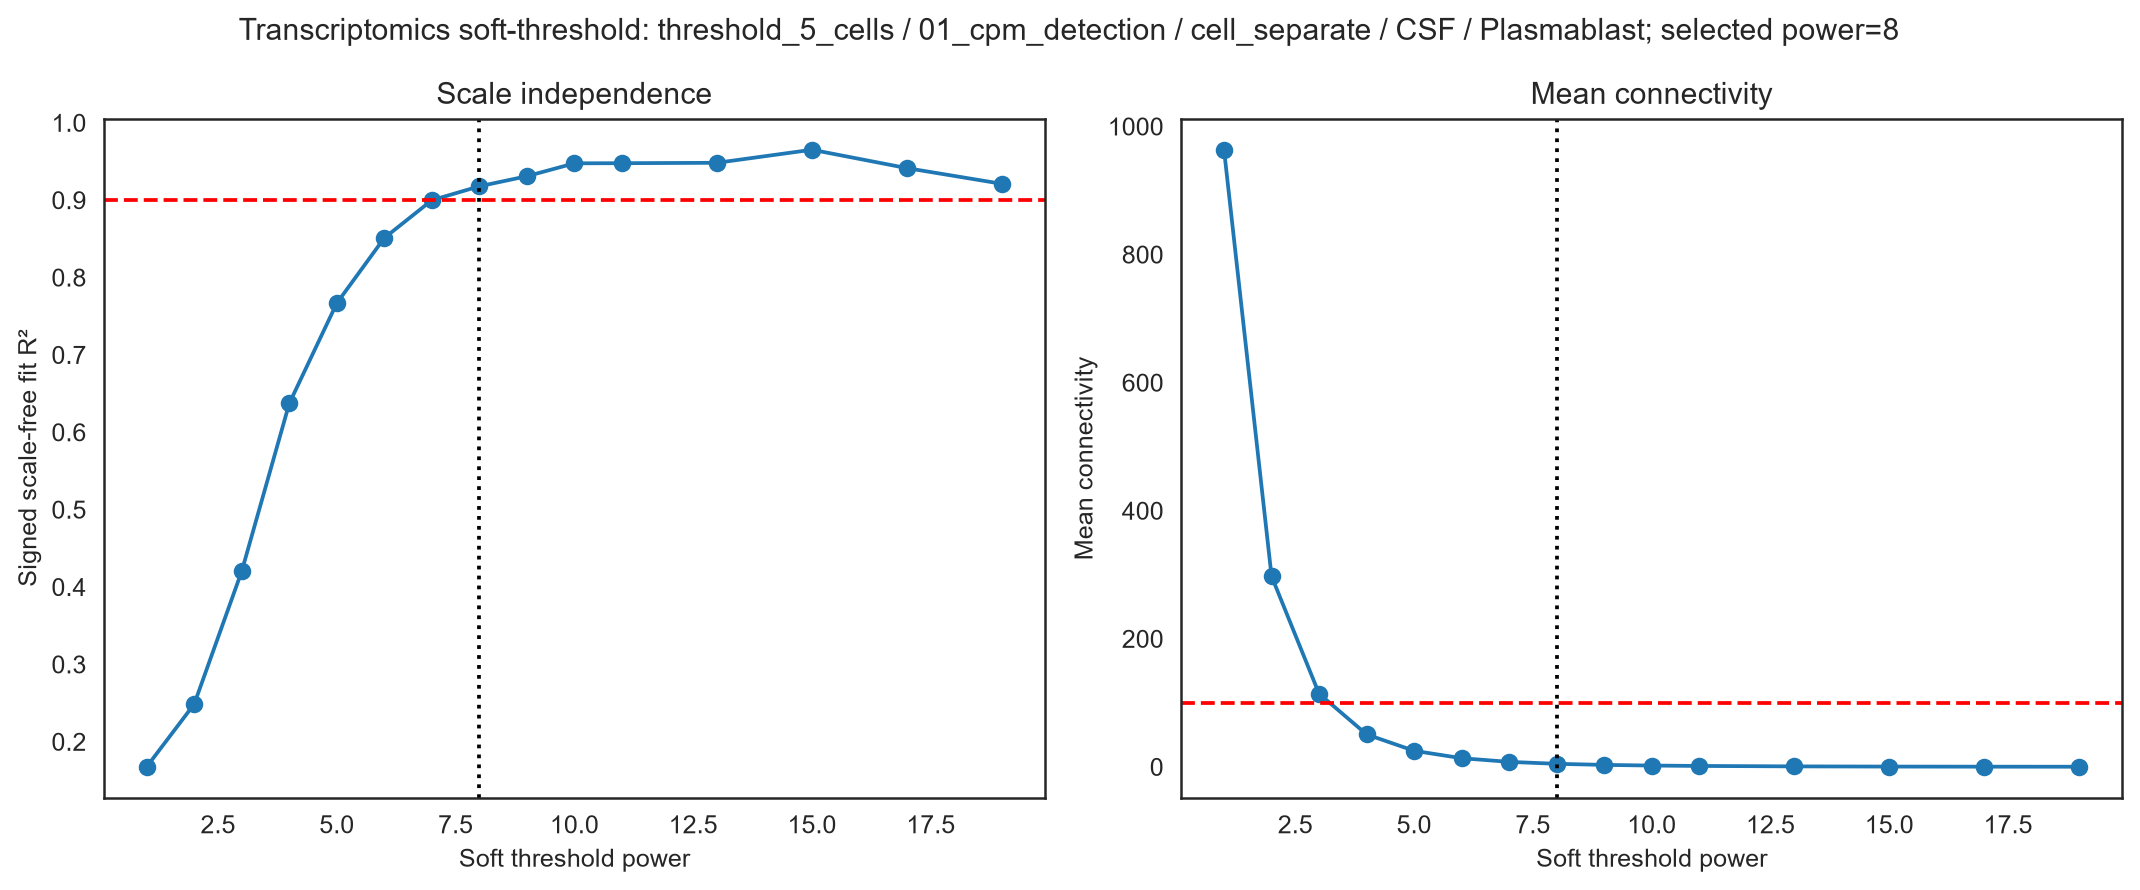 Transcriptomics soft-threshold: threshold_5_cells / 01_cpm_detection / cell_separate / CSF / Plasmablast; selected power=8
Scale independence
1.0
0.9
0.8
0.7
0.6
0.5
0.4
0.3
0.2
Signed scale-free fit R²
2.5 5.0 7.5 10.0 12.5 15.0 17.5
Soft threshold power
Mean connectivity
1000
800
600
400
200
0
Mean connectivity
2.5 5.0 7.5 10.0 12.5 15.0 17.5
Soft threshold power